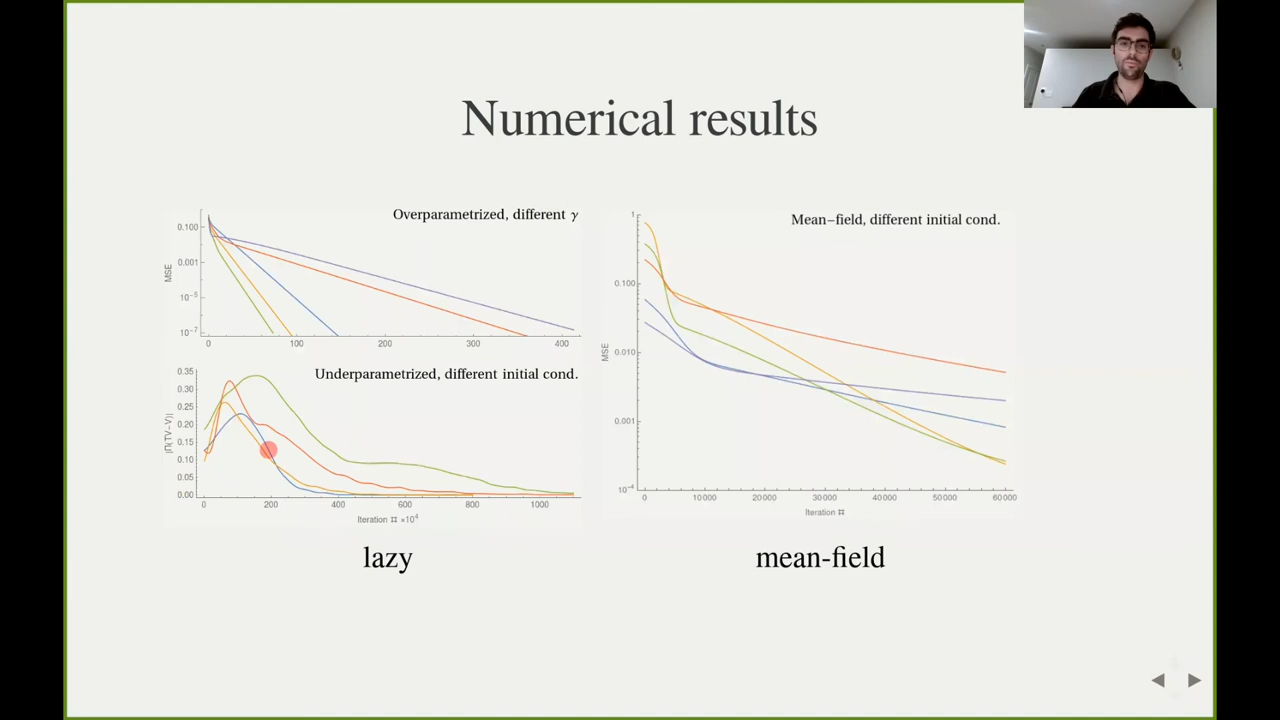 Numerical results
Overparametrized, different γ
MSE
0.100
0.001
10⁻⁵
10⁻⁷
0 100 200 300 400
Underparametrized, different initial cond.
|Π(TV−V)|
0.35
0.30
0.25
0.20
0.15
0.10
0.05
0.00
0 200 400 600 800 1000
Iteration # ×10⁴
lazy
Mean−field, different initial cond.
MSE
1
0.100
0.010
0.001
10⁻⁴
0 10000 20000 30000 40000 50000 60000
Iteration #
mean-field